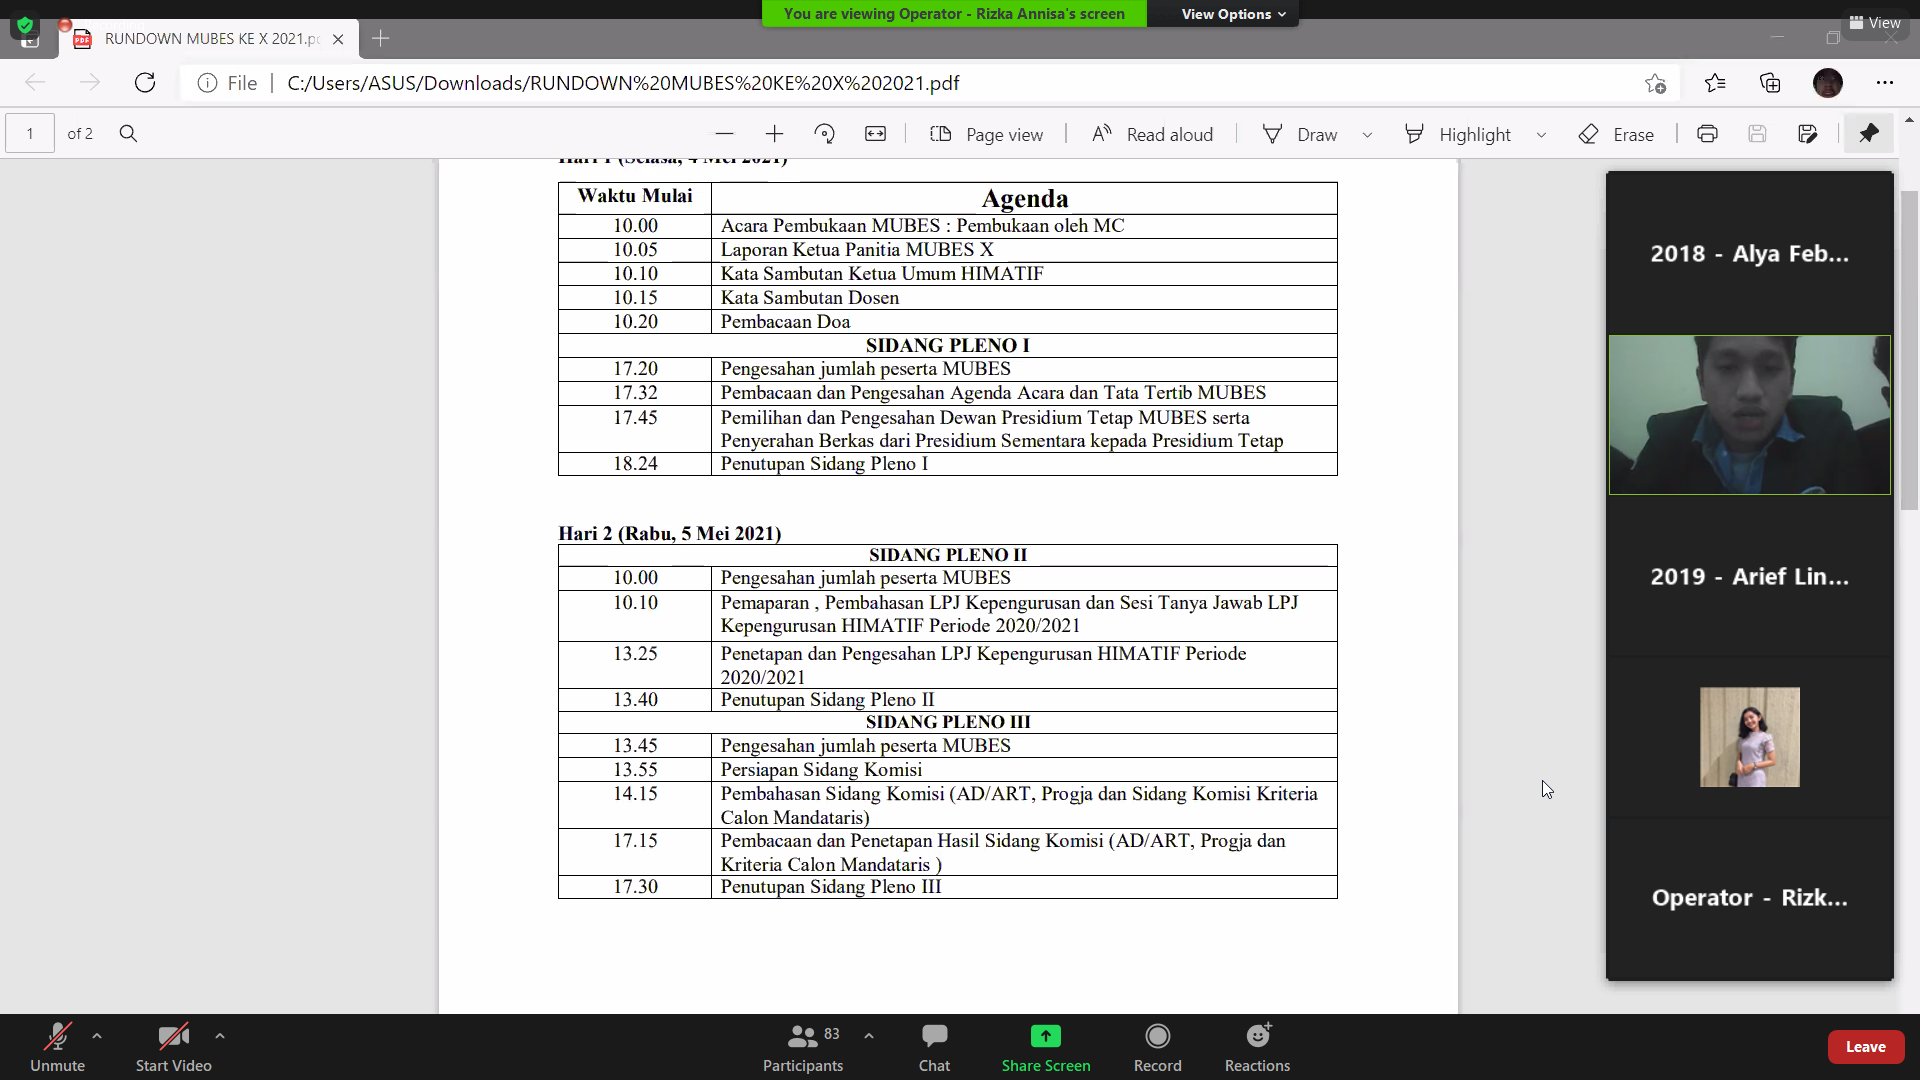 You are viewing Operator - Rizka Annisa's screen
View Options
View
RUNDOWN MUBES KE X 2021.p
File
C:/Users/ASUS/Downloads/RUNDOWN%20MUBES%20KE%20X%202021.pdf
1 of 2
Page view
Read aloud
Draw
Highlight
Erase
Hari 1 (Selasa, 4 Mei 2021)
Waktu Mulai Agenda
10.00 Acara Pembukaan MUBES : Pembukaan oleh MC
10.05 Laporan Ketua Panitia MUBES X
10.10 Kata Sambutan Ketua Umum HIMATIF
10.15 Kata Sambutan Dosen
10.20 Pembacaan Doa
SIDANG PLENO I
17.20 Pengesahan jumlah peserta MUBES
17.32 Pembacaan dan Pengesahan Agenda Acara dan Tata Tertib MUBES
17.45 Pemilihan dan Pengesahan Dewan Presidium Tetap MUBES serta
Penyerahan Berkas dari Presidium Sementara kepada Presidium Tetap
18.24 Penutupan Sidang Pleno I
Hari 2 (Rabu, 5 Mei 2021)
SIDANG PLENO II
10.00 Pengesahan jumlah peserta MUBES
10.10 Pemaparan , Pembahasan LPJ Kepengurusan dan Sesi Tanya Jawab LPJ
Kepengurusan HIMATIF Periode 2020/2021
13.25 Penetapan dan Pengesahan LPJ Kepengurusan HIMATIF Periode
2020/2021
13.40 Penutupan Sidang Pleno II
SIDANG PLENO III
13.45 Pengesahan jumlah peserta MUBES
13.55 Persiapan Sidang Komisi
14.15 Pembahasan Sidang Komisi (AD/ART, Progja dan Sidang Komisi Kriteria
Calon Mandataris)
17.15 Pembacaan dan Penetapan Hasil Sidang Komisi (AD/ART, Progja dan
Kriteria Calon Mandataris )
17.30 Penutupan Sidang Pleno III
2018 - Alya Feb...
2019 - Arief Lin...
Operator - Rizk...
Unmute
Start Video
Participants 83
Chat
Share Screen
Record
Reactions
Leave